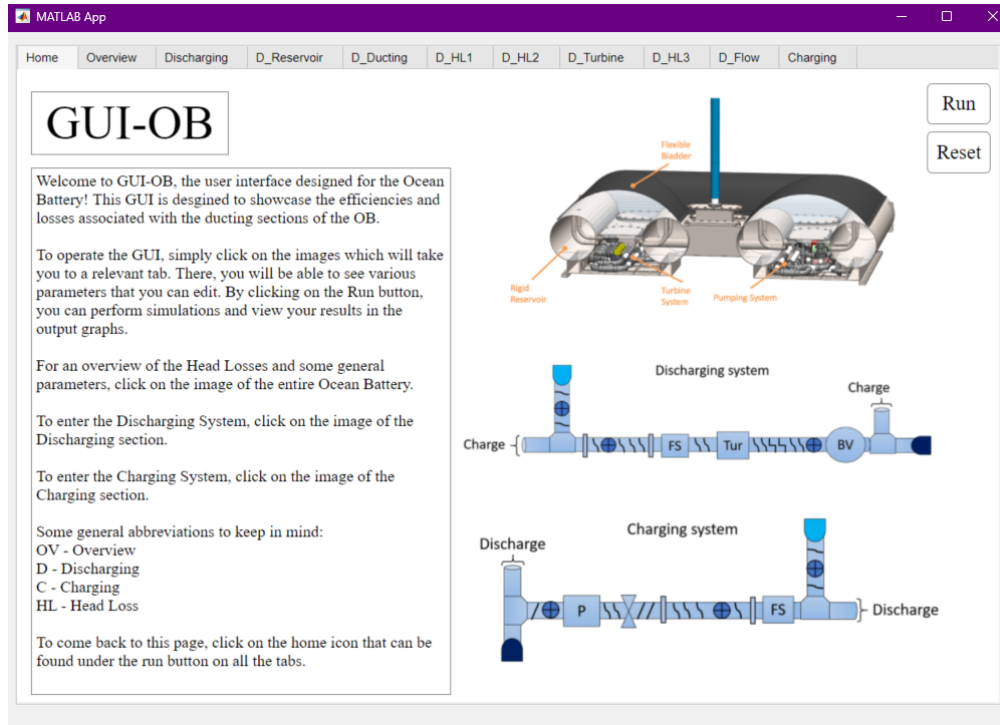 MATLAB App
Home Overview Discharging D_Reservoir D_Ducting D_HL1 D_HL2 D_Turbine D_HL3 D_Flow Charging
GUI-OB
Run
Reset
Welcome to GUI-OB, the user interface designed for the Ocean
Battery! This GUI is desgined to showcase the efficiencies and
losses associated with the ducting sections of the OB.
To operate the GUI, simply click on the images which will take
you to a relevant tab. There, you will be able to see various
parameters that you can edit. By clicking on the Run button,
you can perform simulations and view your results in the
output graphs.
For an overview of the Head Losses and some general
parameters, click on the image of the entire Ocean Battery.
To enter the Discharging System, click on the image of the
Discharging section.
To enter the Charging System, click on the image of the
Charging section.
Some general abbreviations to keep in mind:
OV - Overview
D - Discharging
C - Charging
HL - Head Loss
To come back to this page, click on the home icon that can be
found under the run button on all the tabs.
Flexible
Bladder
Rigid
Reservoir
Turbine
System
Pumping System
Discharging system
Charge
Charge
FS
Tur
BV
Charging system
Discharge
P
FS
Discharge